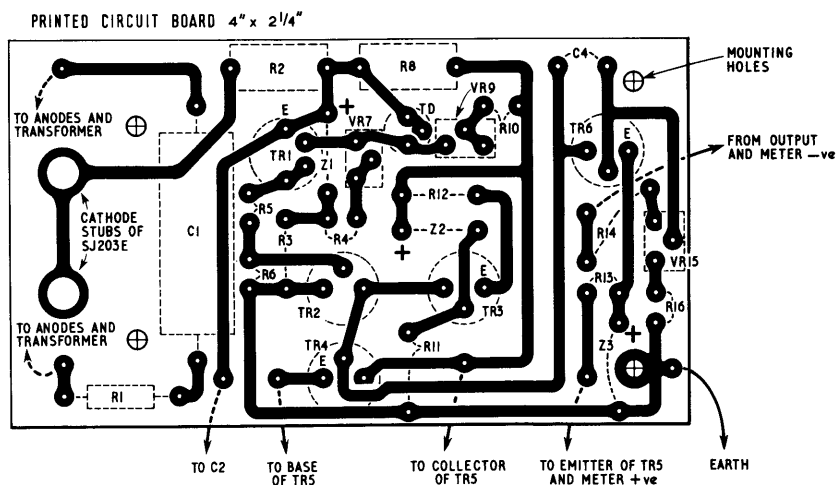 PRINTED CIRCUIT BOARD 4" x 2 1/4"
R2
R8
C4
MOUNTING
HOLES
TO ANODES AND
TRANSFORMER
E
+
TD
VR9
VR7
R10
TR6
E
TR1
Z1
FROM OUTPUT
AND METER —ve
CATHODE
STUBS OF
SJ203E
C1
R5
R3
R4
R12
Z2
+
R14
VR15
R6
E
TR2
TR3
R13
R16
TO ANODES AND
TRANSFORMER
TR4
E
R11
Z3
+
R1
TO C2
TO BASE
OF TR5
TO COLLECTOR
OF TR5
TO EMITTER OF TR5
AND METER +ve
EARTH